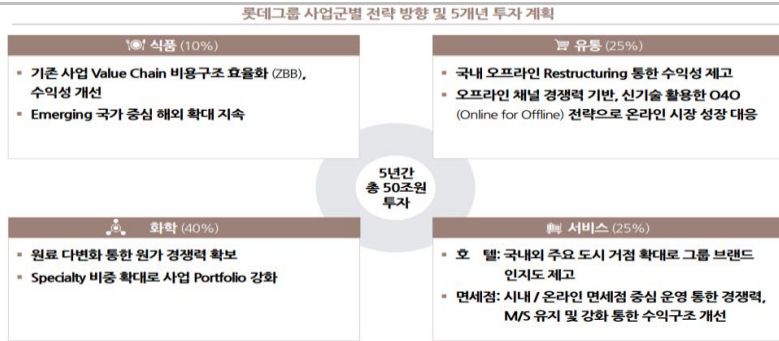 롯데그룹 사업군별 전략 방향 및 5개년 투자 계획
식품 (10%)
▪ 기존 사업 Value Chain 비용구조 효율화 (ZBB),
수익성 개선
▪ Emerging 국가 중심 해외 확대 지속
유통 (25%)
▪ 국내 오프라인 Restructuring 통한 수익성 제고
▪ 오프라인 채널 경쟁력 기반, 신기술 활용한 O4O
(Online for Offline) 전략으로 온라인 시장 성장 대응
5년간
총 50조원
투자
화학 (40%)
▪ 원료 다변화 통한 원가 경쟁력 확보
▪ Specialty 비중 확대로 사업 Portfolio 강화
서비스 (25%)
▪ 호 텔: 국내외 주요 도시 거점 확대로 그룹 브랜드
인지도 제고
▪ 면세점: 시내 / 온라인 면세점 중심 운영 통한 경쟁력,
M/S 유지 및 강화 통한 수익구조 개선